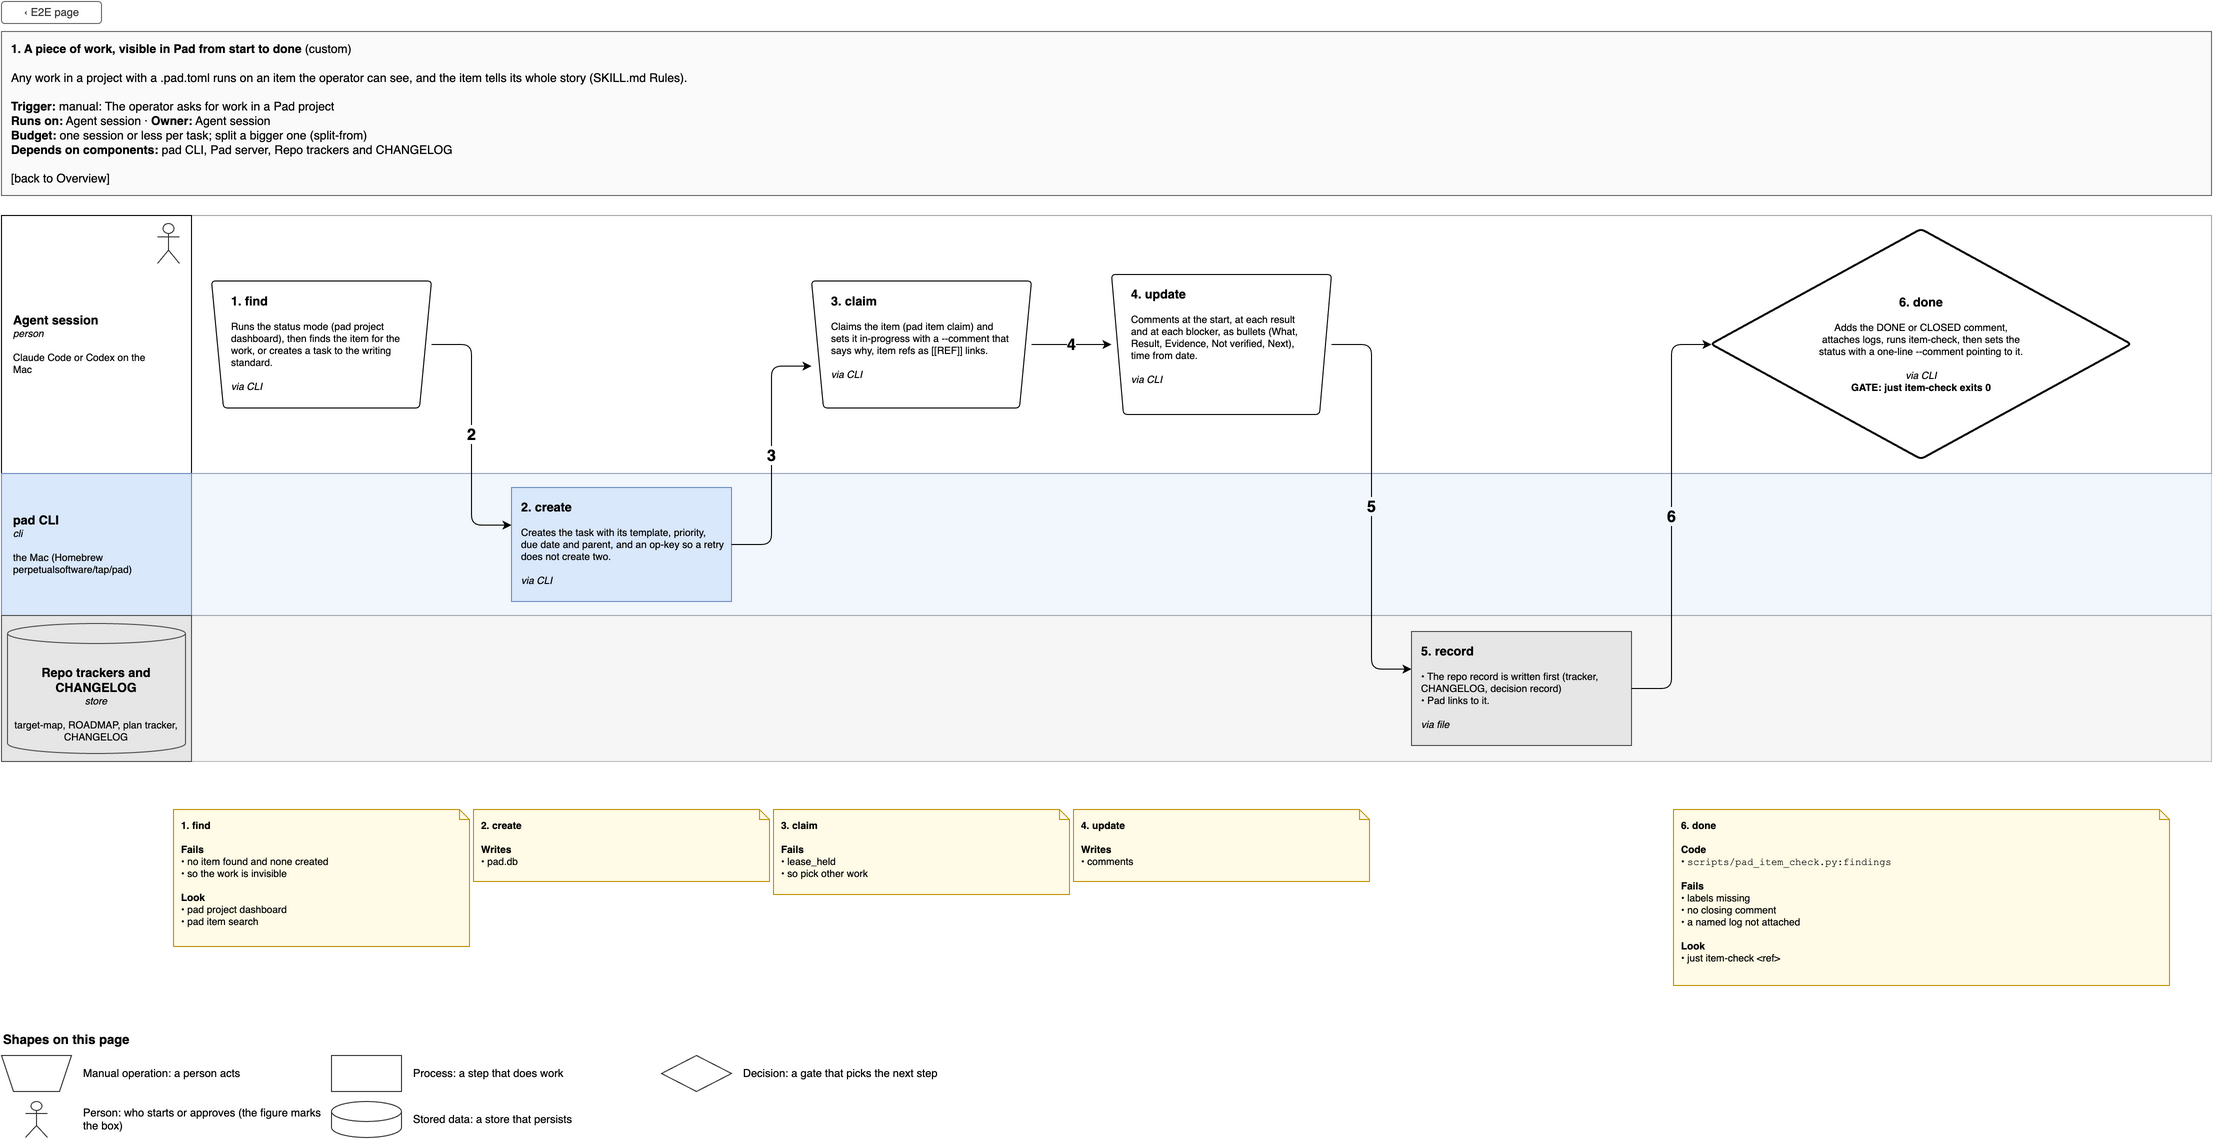 ‹ E2E page
1. A piece of work, visible in Pad from start to done (custom)
Any work in a project with a .pad.toml runs on an item the operator can see, and the item tells its whole story (SKILL.md Rules).
Trigger: manual: The operator asks for work in a Pad project
Runs on: Agent session · Owner: Agent session
Budget: one session or less per task; split a bigger one (split-from)
Depends on components: pad CLI, Pad server, Repo trackers and CHANGELOG
[back to Overview]
Agent session
person
Claude Code or Codex on the
Mac
1. find
Runs the status mode (pad project
dashboard), then finds the item for the
work, or creates a task to the writing
standard.
via CLI
2
3. claim
Claims the item (pad item claim) and
sets it in-progress with a --comment that
says why, item refs as [[REF]] links.
via CLI
3
4
4. update
Comments at the start, at each result
and at each blocker, as bullets (What,
Result, Evidence, Not verified, Next),
time from date.
via CLI
5
6
6. done
Adds the DONE or CLOSED comment,
attaches logs, runs item-check, then sets the
status with a one-line --comment pointing to it.
via CLI
GATE: just item-check exits 0
pad CLI
cli
the Mac (Homebrew
perpetualsoftware/tap/pad)
2. create
Creates the task with its template, priority,
due date and parent, and an op-key so a retry
does not create two.
via CLI
Repo trackers and
CHANGELOG
store
target-map, ROADMAP, plan tracker,
CHANGELOG
5. record
• The repo record is written first (tracker,
CHANGELOG, decision record)
• Pad links to it.
via file
1. find
Fails
• no item found and none created
• so the work is invisible
Look
• pad project dashboard
• pad item search
2. create
Writes
• pad.db
3. claim
Fails
• lease_held
• so pick other work
4. update
Writes
• comments
6. done
Code
• scripts/pad_item_check.py:findings
Fails
• labels missing
• no closing comment
• a named log not attached
Look
• just item-check <ref>
Shapes on this page
Manual operation: a person acts
Process: a step that does work
Decision: a gate that picks the next step
Person: who starts or approves (the figure marks
the box)
Stored data: a store that persists